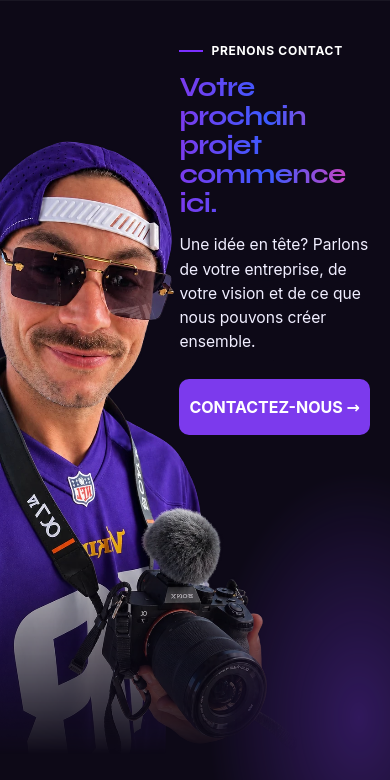 PRENONS CONTACT
Votre
prochain
projet
commence
ici.
Une idée en tête? Parlons
de votre entreprise, de
votre vision et de ce que
nous pouvons créer
ensemble.
CONTACTEZ-NOUS →
NFL